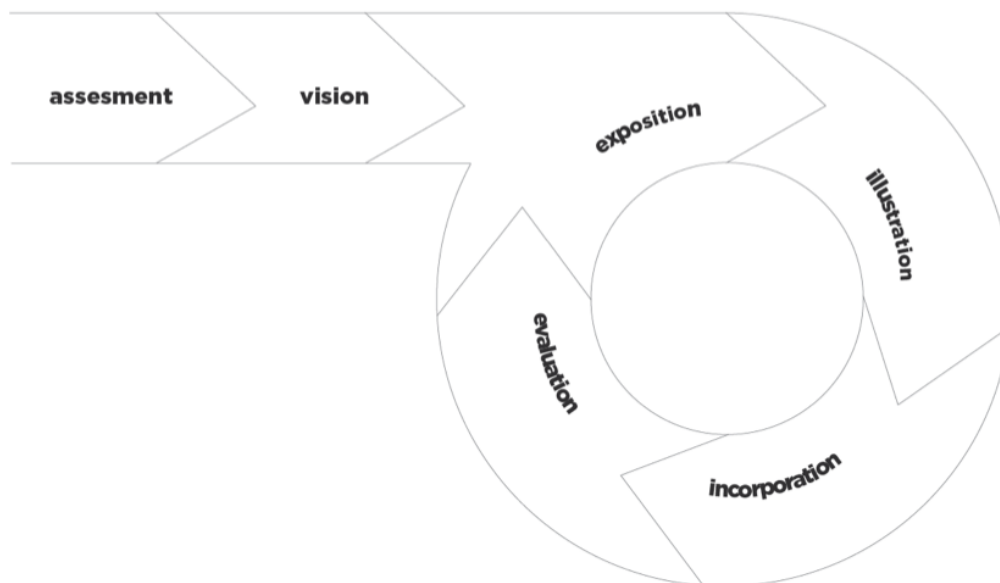 assesment
vision
exposition
illustration
incorporation
evaluation